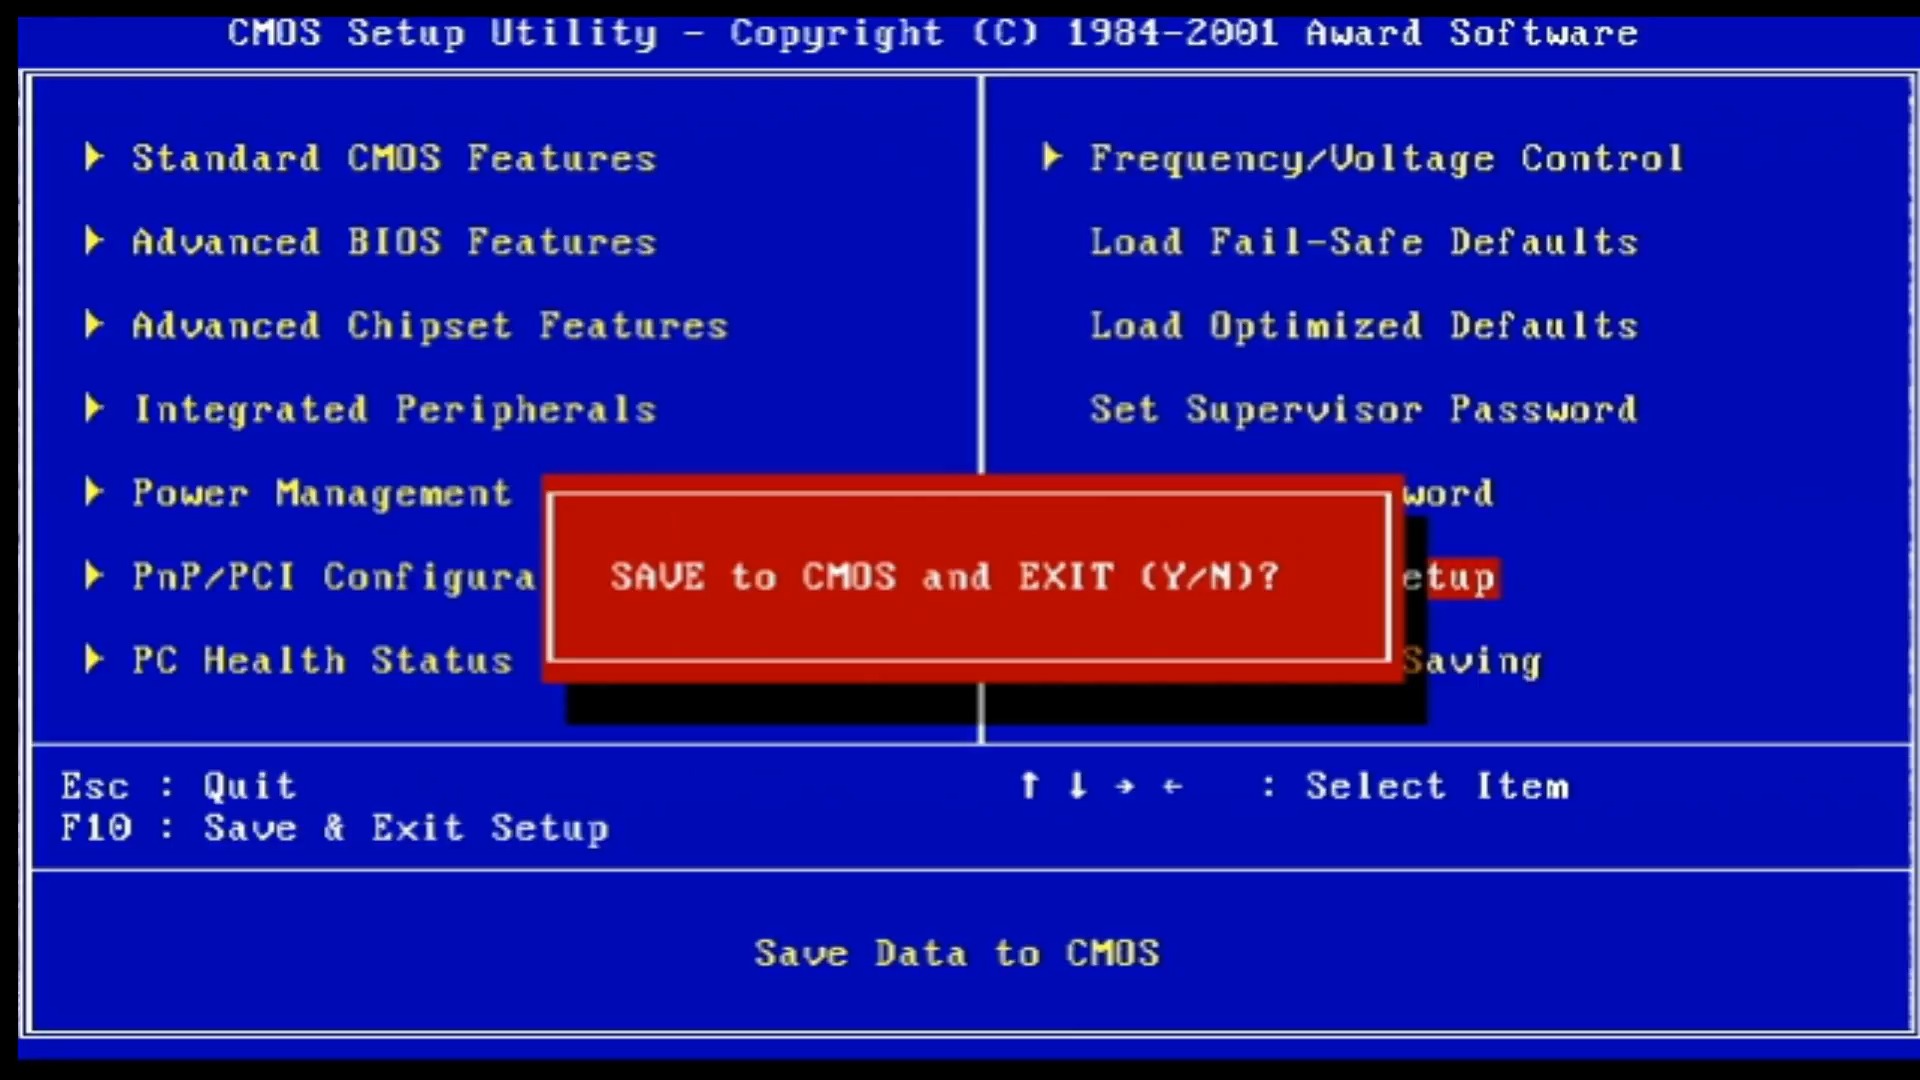 CMOS Setup Utility - Copyright (C) 1984-2001 Award Software
Standard CMOS Features
Advanced BIOS Features
Advanced Chipset Features
Integrated Peripherals
Power Management
PnP/PCI Configura
PC Health Status
Frequency/Voltage Control
Load Fail-Safe Defaults
Load Optimized Defaults
Set Supervisor Password
word
etup
Saving
SAVE to CMOS and EXIT (Y/N)?
Esc : Quit
F10 : Save & Exit Setup
↑ ↓ → ← : Select Item
Save Data to CMOS